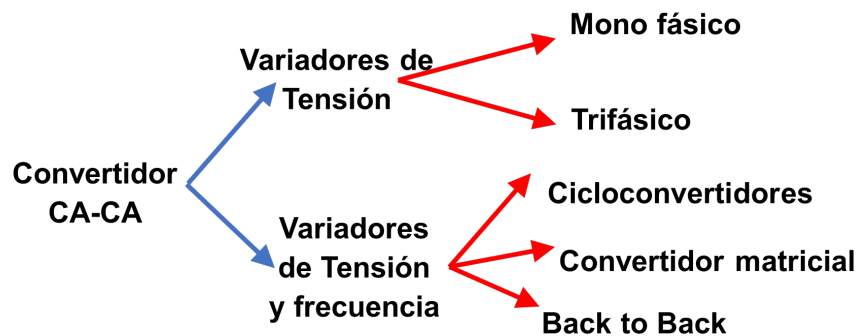 Convertidor
CA-CA
Variadores de
Tensión
Mono fásico
Trifásico
Variadores
de Tensión
y frecuencia
Cicloconvertidores
Convertidor matricial
Back to Back